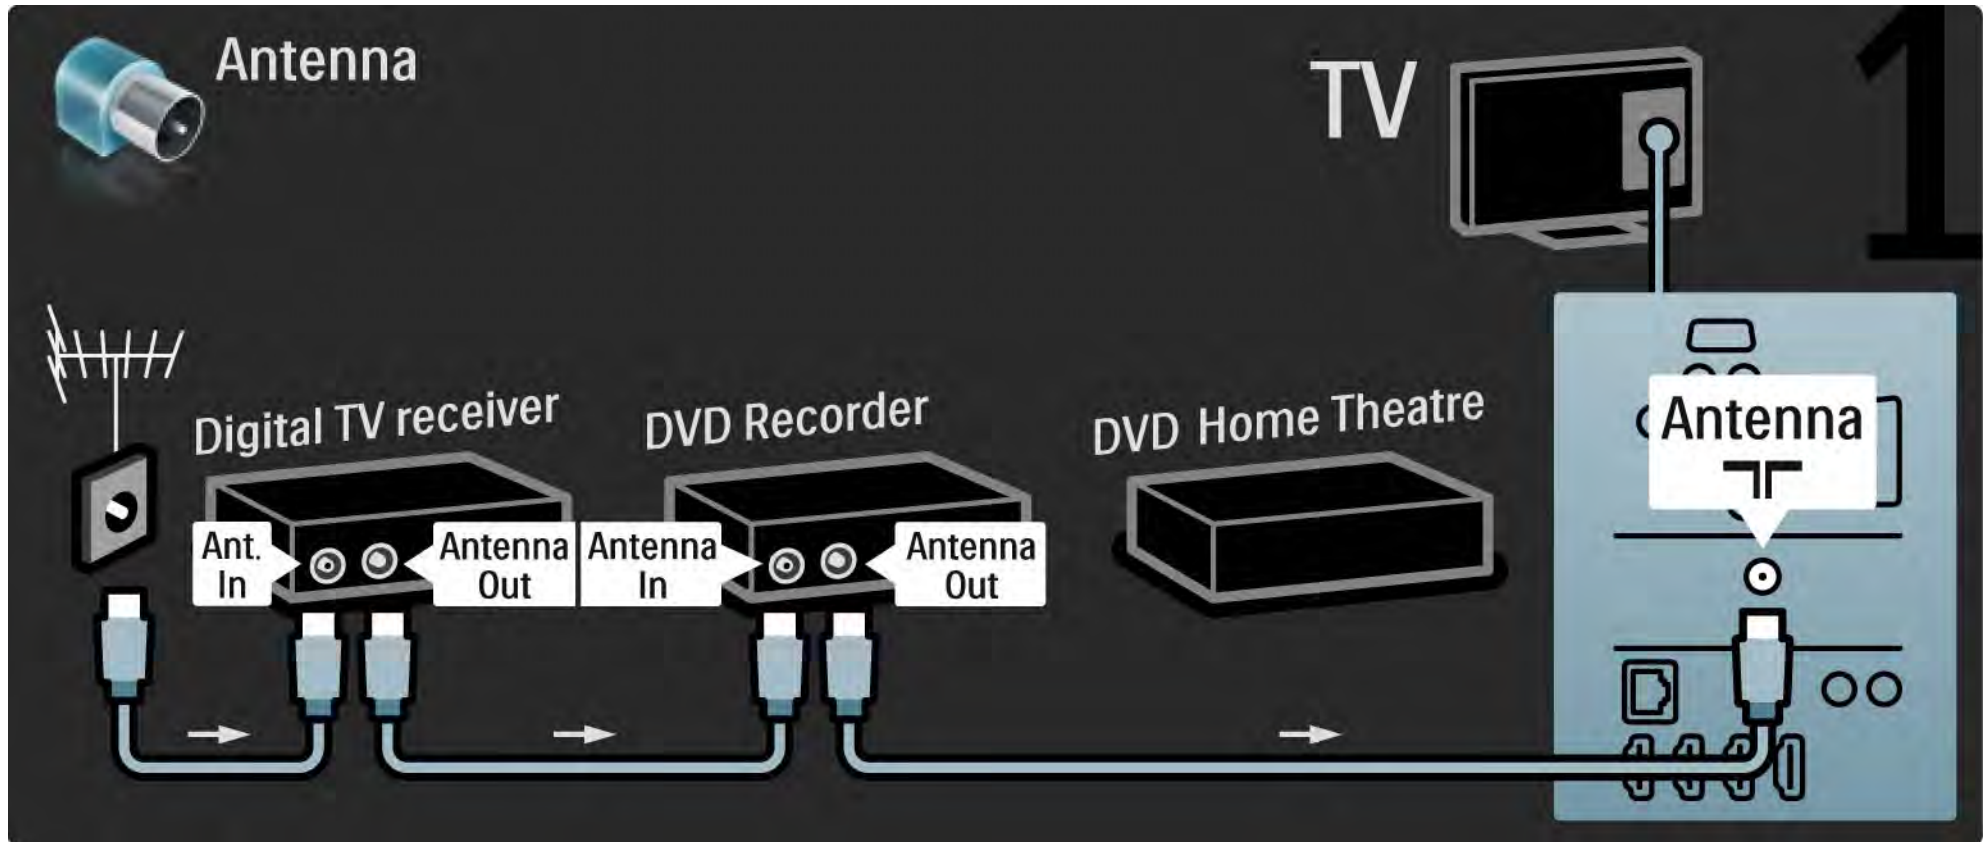 Antenna
TV
1
Digital TV receiver
DVD Recorder
DVD Home Theatre
Antenna
Ant.
In
Antenna
Out
Antenna
In
Antenna
Out